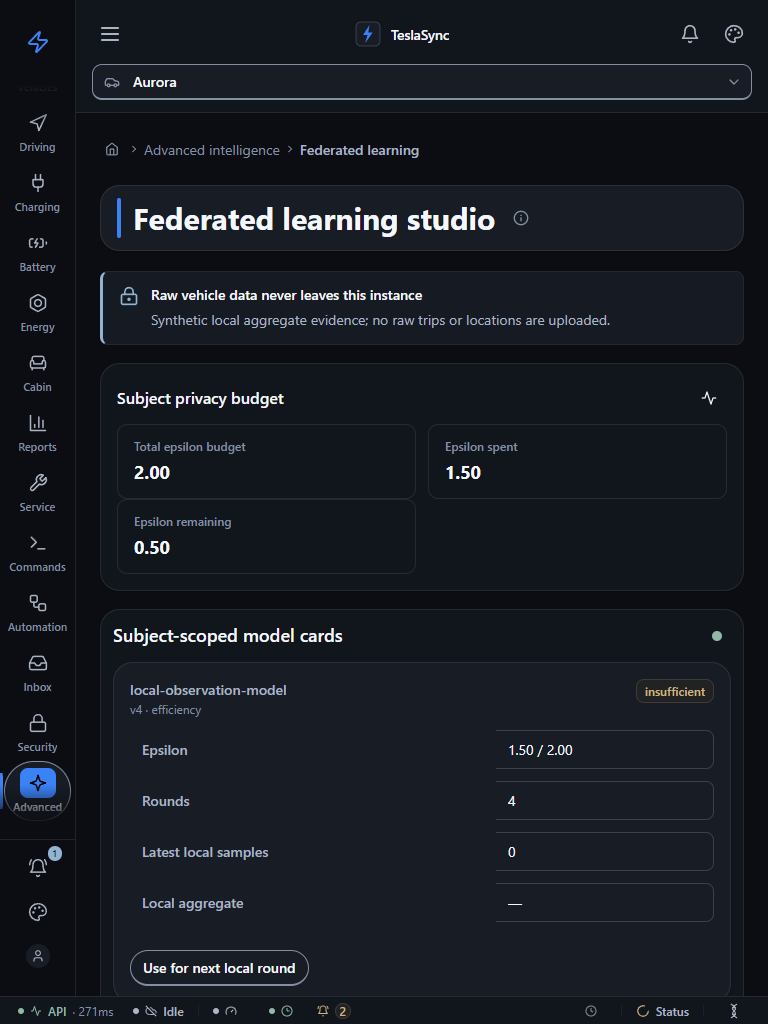 TeslaSync
Aurora
Driving
Charging
Battery
Energy
Cabin
Reports
Service
Commands
Automation
Inbox
Security
Advanced
1
Advanced intelligence
Federated learning
Federated learning studio
Raw vehicle data never leaves this instance
Synthetic local aggregate evidence; no raw trips or locations are uploaded.
Subject privacy budget
Total epsilon budget
2.00
Epsilon spent
1.50
Epsilon remaining
0.50
Subject-scoped model cards
local-observation-model
insufficient
v4 · efficiency
Epsilon 1.50 / 2.00
Rounds 4
Latest local samples 0
Local aggregate —
Use for next local round
API · 271ms
Idle
2
Status